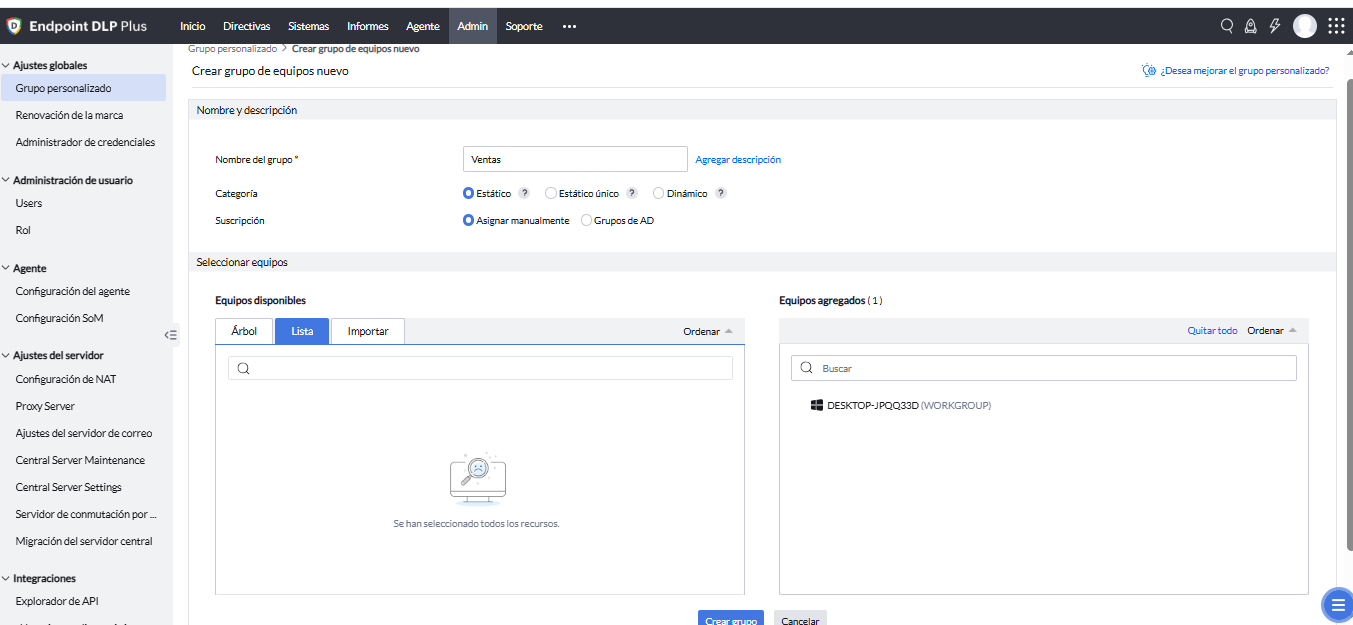 Endpoint DLP Plus Inicio Directivas Sistemas Informes Agente Admin Soporte
Grupo personalizado > Crear grupo de equipos nuevo
Crear grupo de equipos nuevo ¿Desea mejorar el grupo personalizado?
Ajustes globales
Grupo personalizado
Renovación de la marca
Administrador de credenciales
Administración de usuario
Users
Rol
Agente
Configuración del agente
Configuración SoM
Ajustes del servidor
Configuración de NAT
Proxy Server
Ajustes del servidor de correo
Central Server Maintenance
Central Server Settings
Servidor de conmutación por ...
Migración del servidor central
Integraciones
Explorador de API
Nombre y descripción
Nombre del grupo * Ventas Agregar descripción
Categoría Estático ? Estático único ? Dinámico ?
Suscripción Asignar manualmente Grupos de AD
Seleccionar equipos
Equipos disponibles
Árbol Lista Importar Ordenar
Se han seleccionado todos los recursos.
Equipos agregados ( 1 )
Quitar todo Ordenar
Buscar
DESKTOP-JPQQ33D (WORKGROUP)
Crear grupo Cancelar